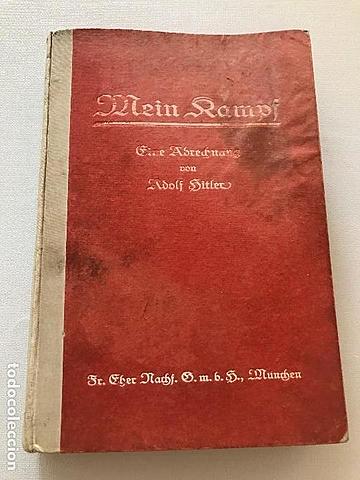 Mein Kampf
Eine Abrechnung
von
Adolf Hitler
Fr. Eher Nachf. G. m. b. H., München
todocoleccion